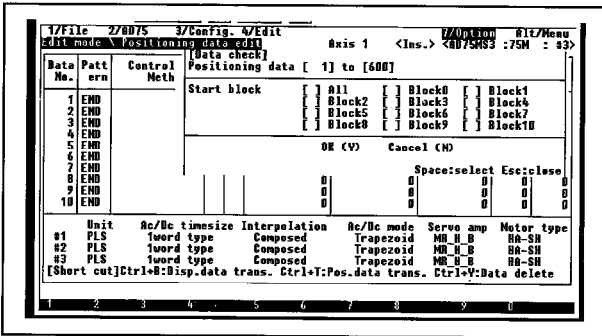 1/File 2/AD75 3/Config. 4/Edit 7/Option Alt/Menu
Edit mode \ Positioning data edit Axis 1 <Ins.> <AD75MS3 :75M : #3>
[Data check]
Data Patt Control Positioning data [ 1] to [600]
No. ern Meth
Start block [ ] All [ ] Block0 [ ] Block1
1 END [ ] Block2 [ ] Block3 [ ] Block4
2 END [ ] Block5 [ ] Block6 [ ] Block7
3 END [ ] Block8 [ ] Block9 [ ] Block10
4 END
5 END OK (Y) Cancel (N)
6 END
7 END Space:select Esc:close
8 END 0 0 0 0
9 END 0 0 0 0
10 END 0 0 0 0
Unit Ac/Dc timesize Interpolation Ac/Dc mode Servo amp Motor type
#1 PLS 1word type Composed Trapezoid MR_H_B HA-SH
#2 PLS 1word type Composed Trapezoid MR_H_B HA-SH
#3 PLS 1word type Composed Trapezoid MR_H_B HA-SH
[Short cut]Ctrl+B:Disp.data trans. Ctrl+T:Pos.data trans. Ctrl+Y:Data delete
1 2 3 4 5 6 7 8 9 0